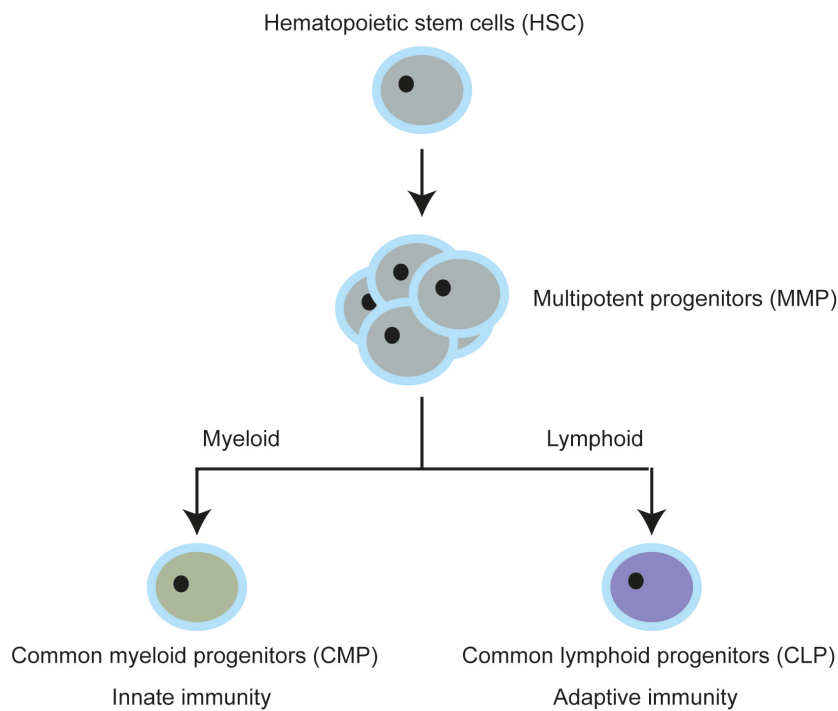 Hematopoietic stem cells (HSC)
Multipotent progenitors (MMP)
Myeloid
Lymphoid
Common myeloid progenitors (CMP)
Common lymphoid progenitors (CLP)
Innate immunity
Adaptive immunity